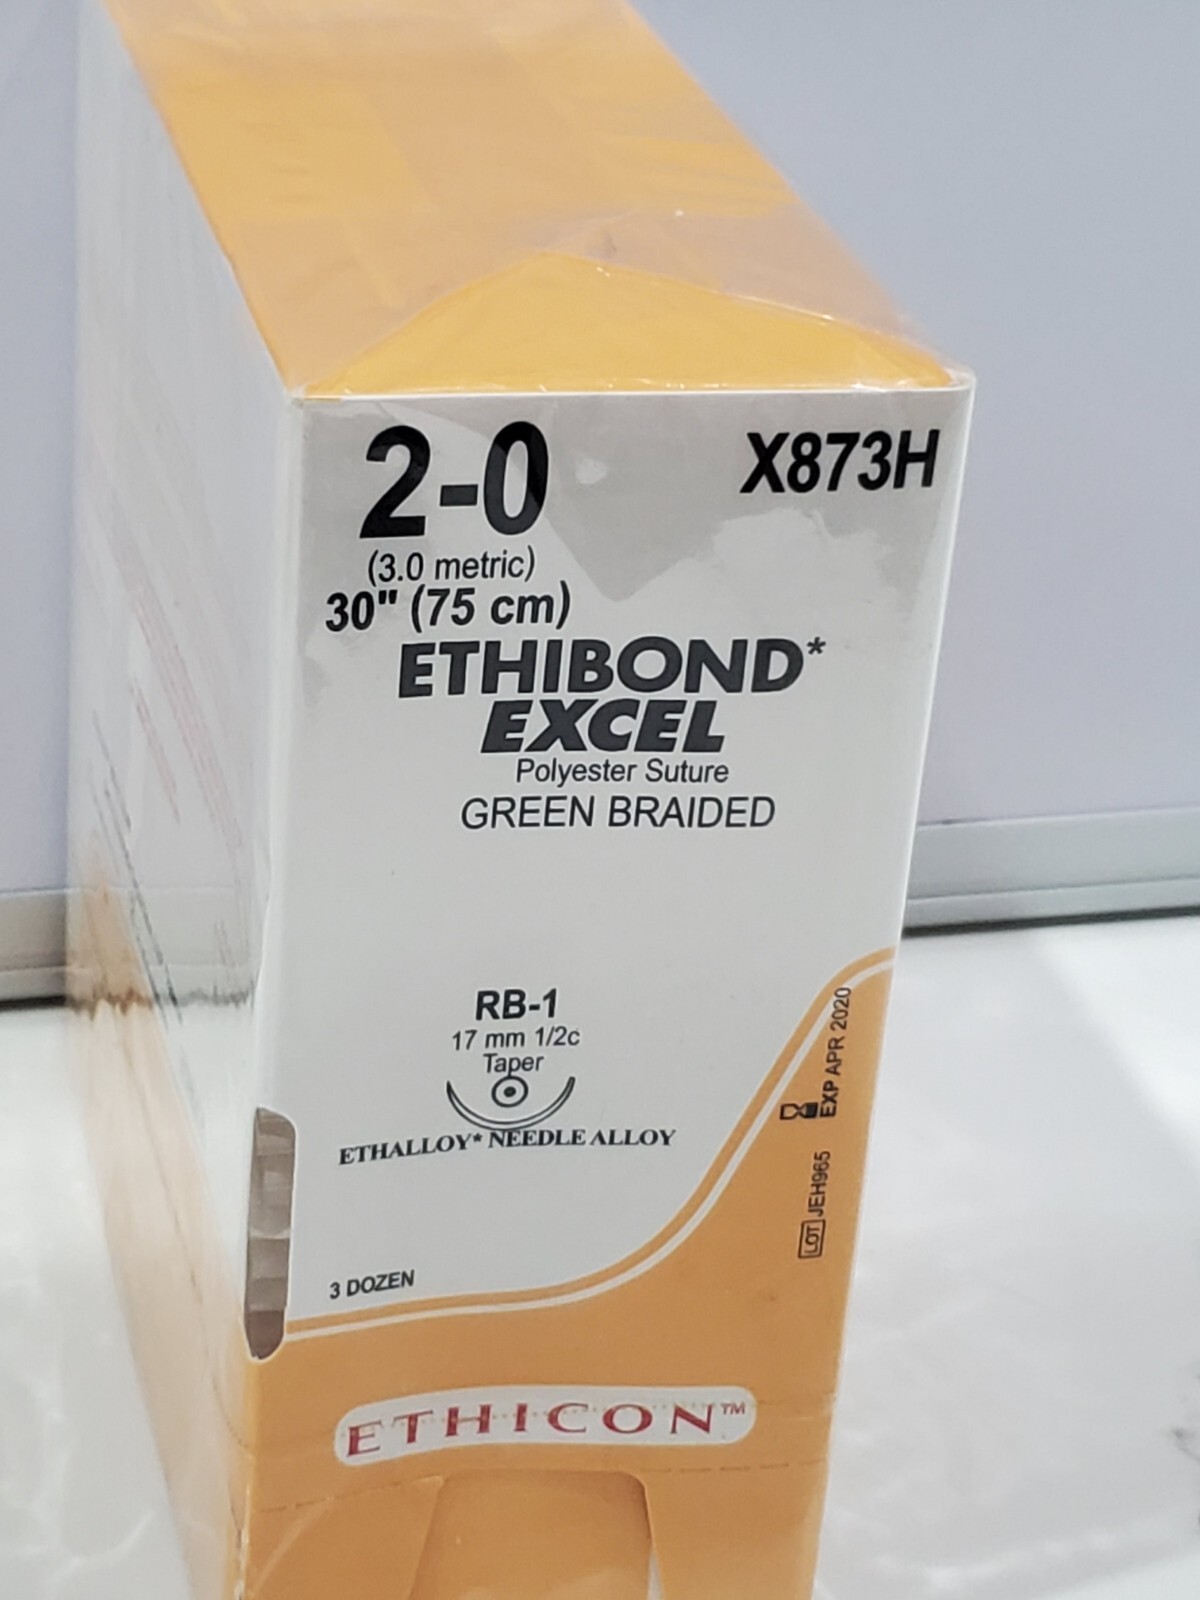 2-0
X873H
(3.0 metric)
30" (75 cm)
ETHIBOND*
EXCEL
Polyester Suture
GREEN BRAIDED
RB-1
17 mm 1/2c
Taper
ETHALLOY* NEEDLE ALLOY
3 DOZEN
EXP APR 2020
LOT JEH965
ETHICON™